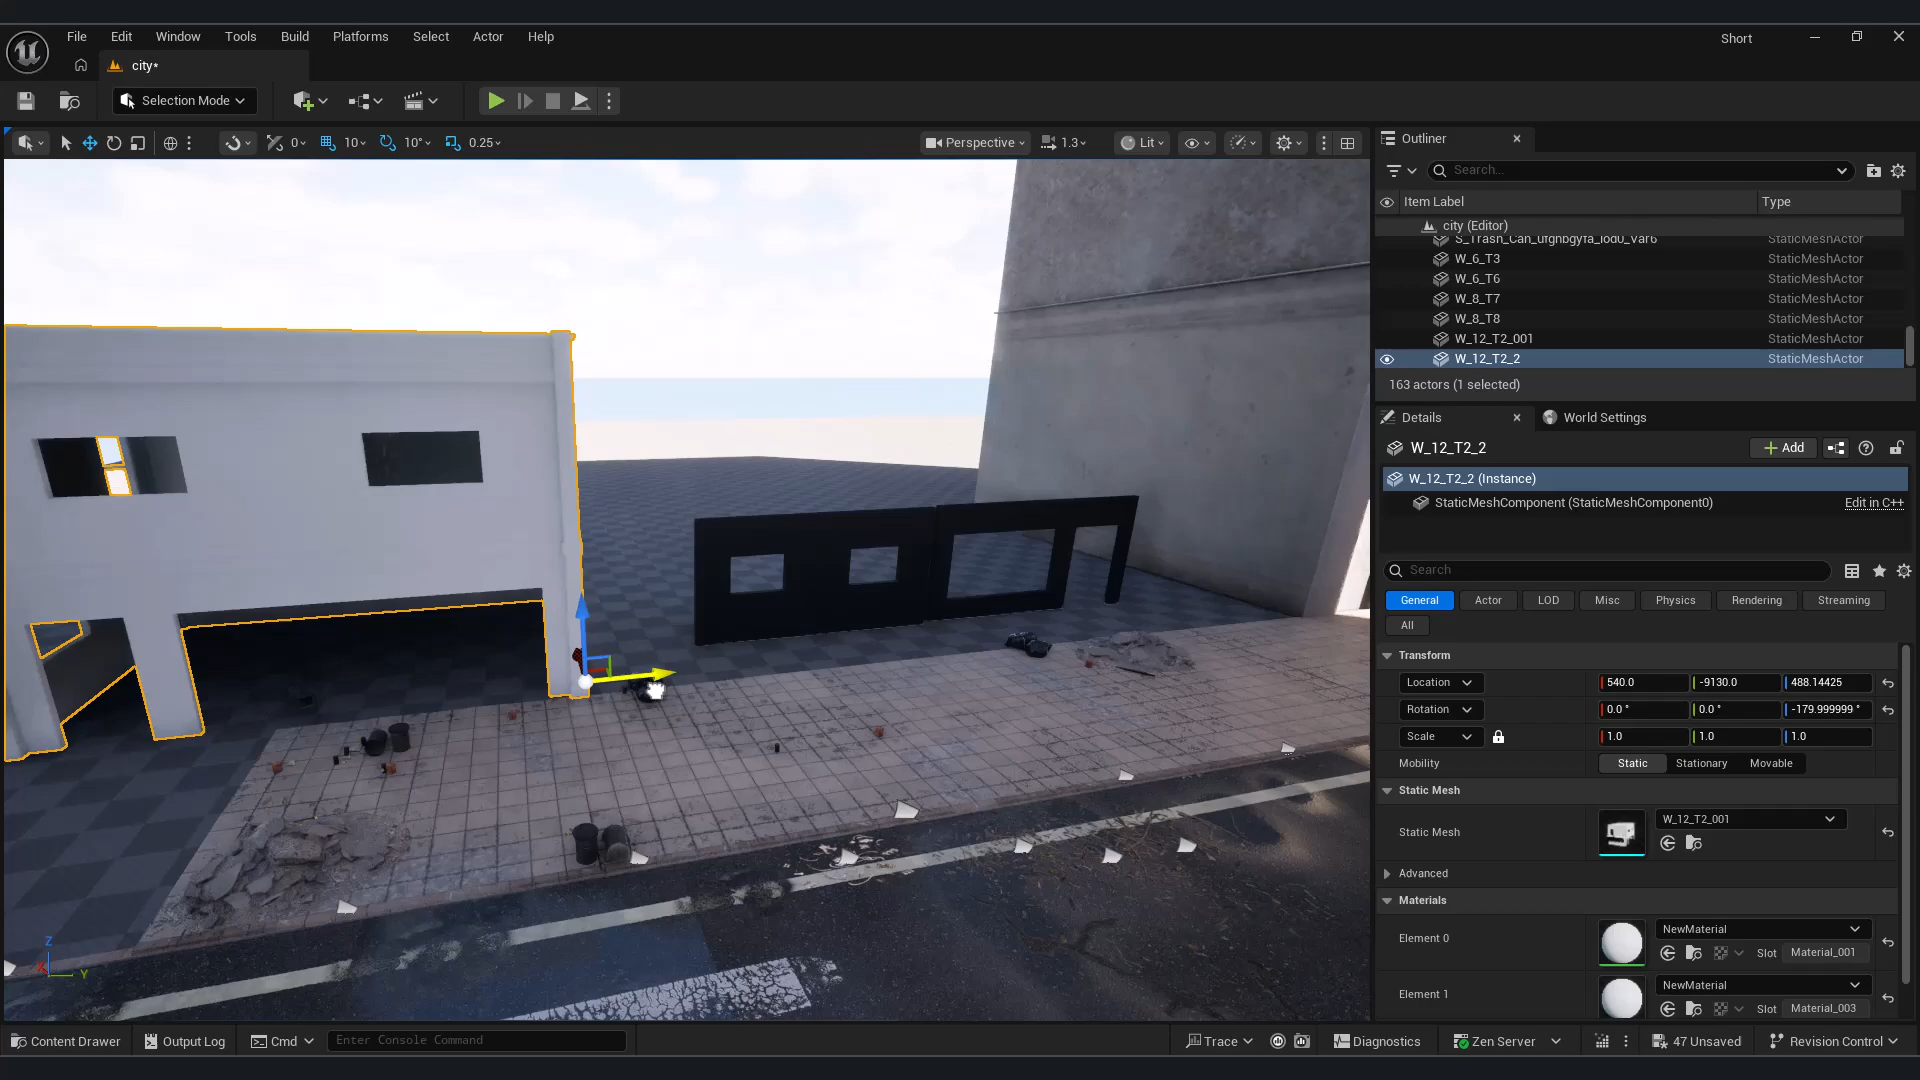 File Edit Window Tools Build Platforms Select Actor Help
Short
city*
Selection Mode
0 10 10° 0.25
Perspective 1.3 Lit
Outliner
Search...
Item Label Type
city (Editor)
S_Trash_Can_ufgnbgyfa_lod0_Var6 StaticMeshActor
W_6_T3 StaticMeshActor
W_6_T6 StaticMeshActor
W_8_T7 StaticMeshActor
W_8_T8 StaticMeshActor
W_12_T2_001 StaticMeshActor
W_12_T2_2 StaticMeshActor
163 actors (1 selected)
Details World Settings
W_12_T2_2 Add
W_12_T2_2 (Instance)
StaticMeshComponent (StaticMeshComponent0) Edit in C++
Search
General Actor LOD Misc Physics Rendering Streaming
All
Transform
Location 540.0 -9130.0 488.14425
Rotation 0.0 ° 0.0 ° -179.999999 °
Scale 1.0 1.0 1.0
Mobility Static Stationary Movable
Static Mesh
Static Mesh W_12_T2_001
Advanced
Materials
Element 0 NewMaterial
Slot Material_001
Element 1 NewMaterial
Slot Material_003
Z
X Y
Content Drawer Output Log Cmd Enter Console Command Trace Diagnostics Zen Server 47 Unsaved Revision Control